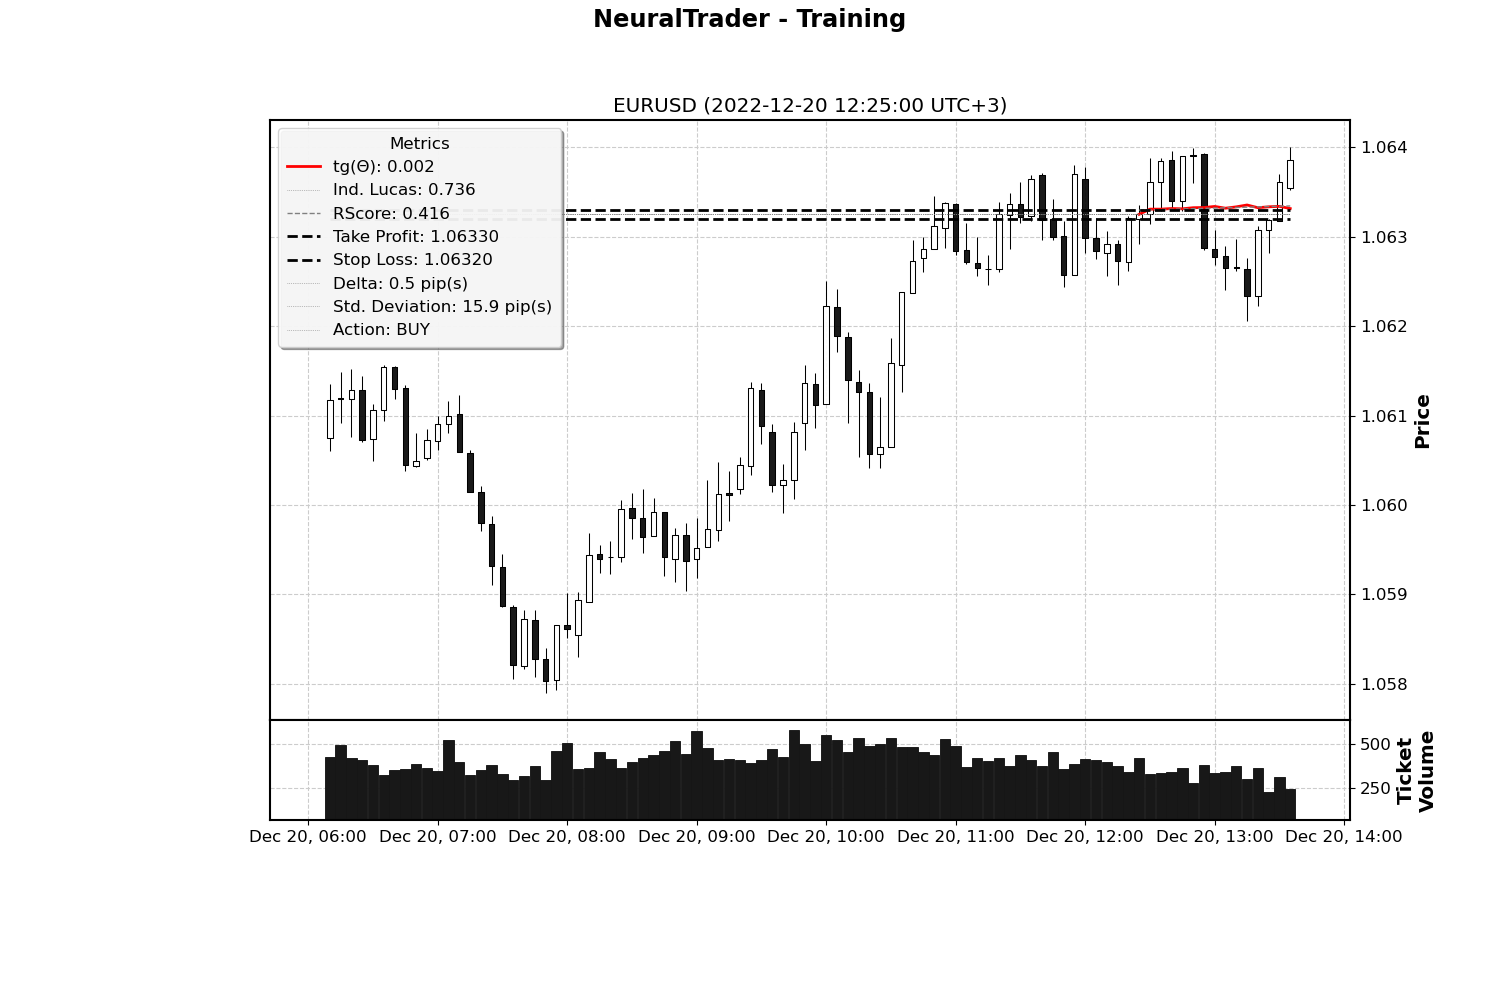 NeuralTrader - Training
EURUSD (2022-12-20 12:25:00 UTC+3)
Metrics
tg(Θ): 0.002
Ind. Lucas: 0.736
RScore: 0.416
Take Profit: 1.06330
Stop Loss: 1.06320
Delta: 0.5 pip(s)
Std. Deviation: 15.9 pip(s)
Action: BUY
1.064
1.063
1.062
1.061
1.060
1.059
1.058
Price
500
250
Ticket
Volume
Dec 20, 06:00
Dec 20, 07:00
Dec 20, 08:00
Dec 20, 09:00
Dec 20, 10:00
Dec 20, 11:00
Dec 20, 12:00
Dec 20, 13:00
Dec 20, 14:00